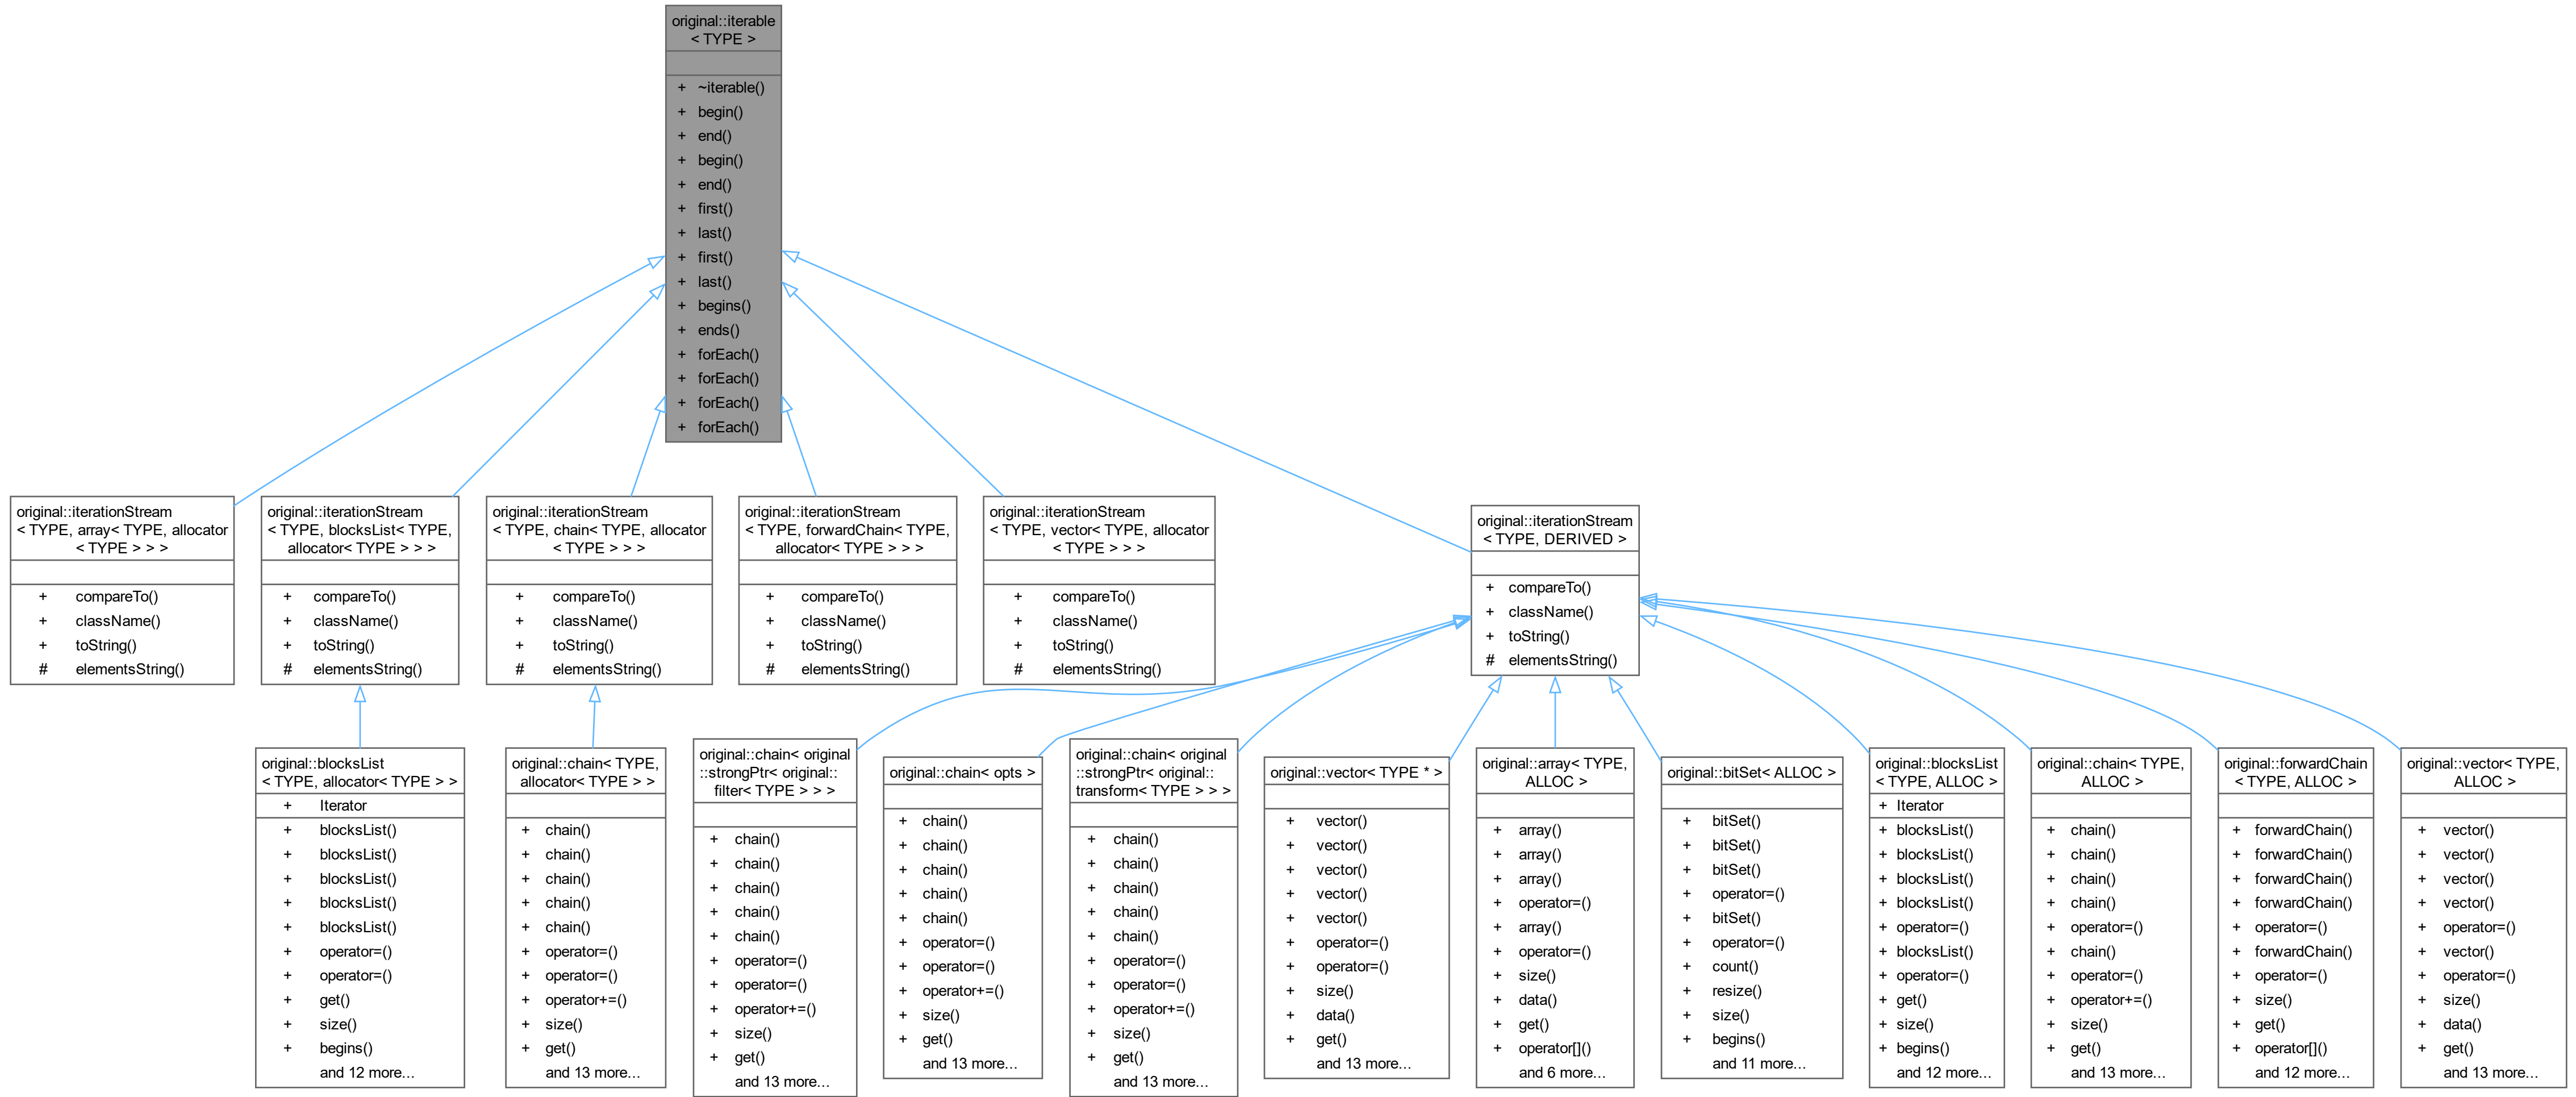 original::iterable
< TYPE >
+ ~iterable()
+ begin()
+ end()
+ begin()
+ end()
+ first()
+ last()
+ first()
+ last()
+ begins()
+ ends()
+ forEach()
+ forEach()
+ forEach()
+ forEach()
original::iterationStream
< TYPE, array< TYPE, allocator
< TYPE > > >
+ compareTo()
+ className()
+ toString()
# elementsString()
original::iterationStream
< TYPE, blocksList< TYPE,
allocator< TYPE > > >
+ compareTo()
+ className()
+ toString()
# elementsString()
original::iterationStream
< TYPE, chain< TYPE, allocator
< TYPE > > >
+ compareTo()
+ className()
+ toString()
# elementsString()
original::iterationStream
< TYPE, forwardChain< TYPE,
allocator< TYPE > > >
+ compareTo()
+ className()
+ toString()
# elementsString()
original::iterationStream
< TYPE, vector< TYPE, allocator
< TYPE > > >
+ compareTo()
+ className()
+ toString()
# elementsString()
original::iterationStream
< TYPE, DERIVED >
+ compareTo()
+ className()
+ toString()
# elementsString()
original::blocksList
< TYPE, allocator< TYPE > >
+ Iterator
+ blocksList()
+ blocksList()
+ blocksList()
+ blocksList()
+ blocksList()
+ operator=()
+ operator=()
+ get()
+ size()
+ begins()
and 12 more...
original::chain< TYPE,
allocator< TYPE > >
+ chain()
+ chain()
+ chain()
+ chain()
+ chain()
+ operator=()
+ operator=()
+ operator+=()
+ size()
+ get()
and 13 more...
original::chain< original
::strongPtr< original::
filter< TYPE > > >
+ chain()
+ chain()
+ chain()
+ chain()
+ chain()
+ operator=()
+ operator=()
+ operator+=()
+ size()
+ get()
and 13 more...
original::chain< opts >
+ chain()
+ chain()
+ chain()
+ chain()
+ chain()
+ operator=()
+ operator=()
+ operator+=()
+ size()
+ get()
and 13 more...
original::chain< original
::strongPtr< original::
transform< TYPE > > >
+ chain()
+ chain()
+ chain()
+ chain()
+ chain()
+ operator=()
+ operator=()
+ operator+=()
+ size()
+ get()
and 13 more...
original::vector< TYPE * >
+ vector()
+ vector()
+ vector()
+ vector()
+ vector()
+ operator=()
+ operator=()
+ size()
+ data()
+ get()
and 13 more...
original::array< TYPE,
ALLOC >
+ array()
+ array()
+ array()
+ operator=()
+ array()
+ operator=()
+ size()
+ data()
+ get()
+ operator[]()
and 6 more...
original::bitSet< ALLOC >
+ bitSet()
+ bitSet()
+ bitSet()
+ operator=()
+ bitSet()
+ operator=()
+ count()
+ resize()
+ size()
+ begins()
and 11 more...
original::blocksList
< TYPE, ALLOC >
+ Iterator
+ blocksList()
+ blocksList()
+ blocksList()
+ blocksList()
+ operator=()
+ blocksList()
+ operator=()
+ get()
+ size()
+ begins()
and 12 more...
original::chain< TYPE,
ALLOC >
+ chain()
+ chain()
+ chain()
+ chain()
+ operator=()
+ chain()
+ operator=()
+ operator+=()
+ size()
+ get()
and 13 more...
original::forwardChain
< TYPE, ALLOC >
+ forwardChain()
+ forwardChain()
+ forwardChain()
+ forwardChain()
+ operator=()
+ forwardChain()
+ operator=()
+ size()
+ get()
+ operator[]()
and 12 more...
original::vector< TYPE,
ALLOC >
+ vector()
+ vector()
+ vector()
+ vector()
+ operator=()
+ vector()
+ operator=()
+ size()
+ data()
+ get()
and 13 more...